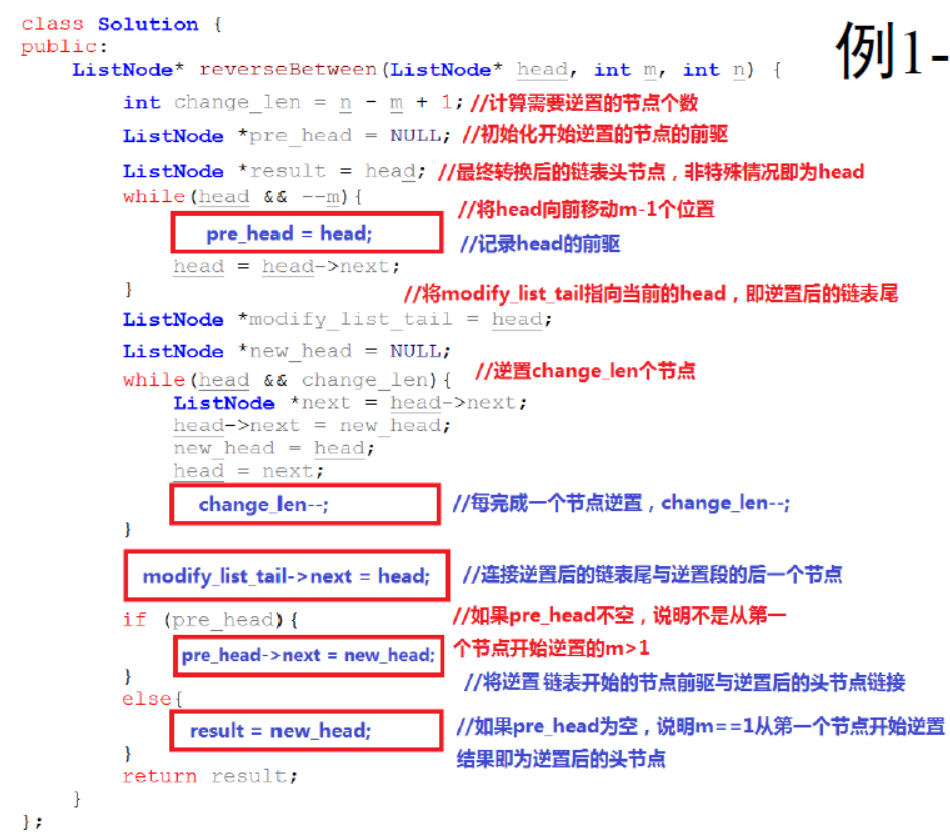 class Solution {
例1-
public:
ListNode* reverseBetween(ListNode* head, int m, int n) {
int change_len = n - m + 1; //计算需要逆置的节点个数
ListNode *pre_head = NULL; //初始化开始逆置的节点的前驱
ListNode *result = head; //最终转换后的链表头节点，非特殊情况即为head
while(head && --m){
//将head向前移动m-1个位置
pre_head = head; //记录head的前驱
head = head->next;
}
//将modify_list_tail指向当前的head，即逆置后的链表尾
ListNode *modify_list_tail = head;
ListNode *new_head = NULL;
while(head && change_len){ //逆置change_len个节点
ListNode *next = head->next;
head->next = new_head;
new_head = head;
head = next;
change_len--; //每完成一个节点逆置，change_len--;
}
modify_list_tail->next = head; //连接逆置后的链表尾与逆置段的后一个节点
if (pre_head){ //如果pre_head不空，说明不是从第一
个节点开始逆置的m>1
pre_head->next = new_head;
} //将逆置 链表开始的节点前驱与逆置后的头节点链接
else{
result = new_head; //如果pre_head为空，说明m==1从第一个节点开始逆置
} 结果即为逆置后的头节点
return result;
}
};